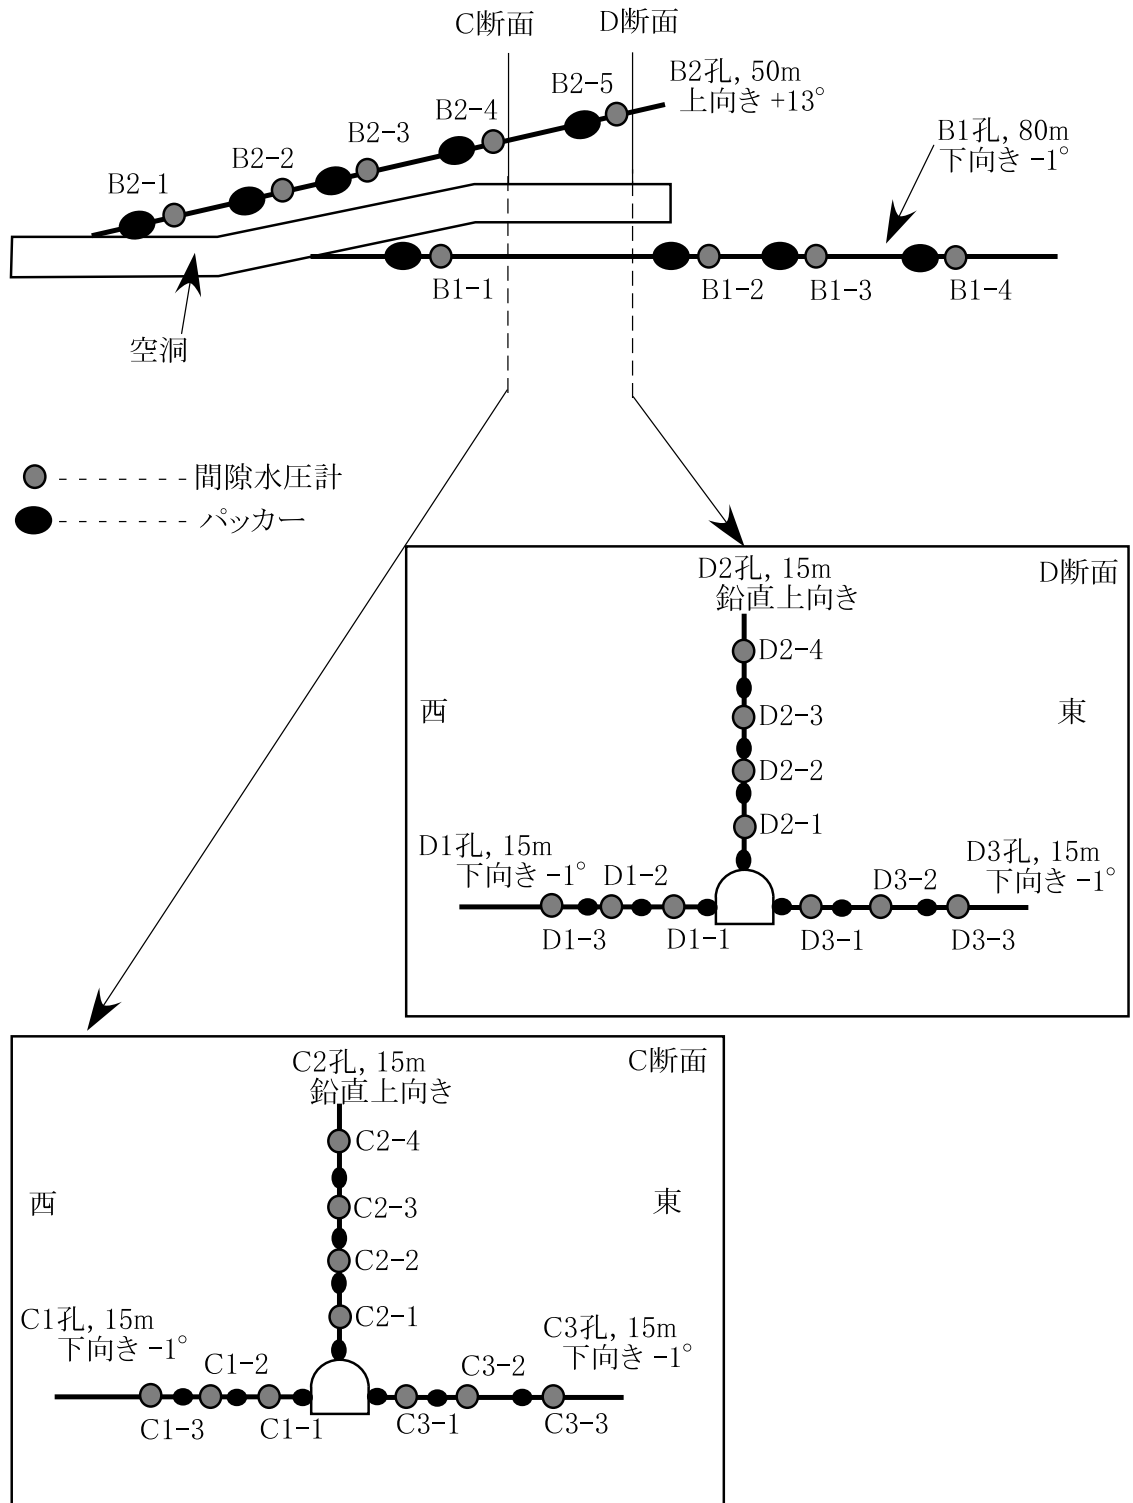 C断面
D断面
B2孔, 50m
上向き +13°
B2-5
B2-4
B2-3
B2-2
B2-1
B1孔, 80m
下向き -1°
B1-1
B1-2
B1-3
B1-4
空洞
間隙水圧計
パッカー
D断面
D2孔, 15m
鉛直上向き
D2-4
西
東
D2-3
D2-2
D2-1
D1孔, 15m
下向き -1°
D1-2
D3孔, 15m
下向き -1°
D3-2
D1-3
D1-1
D3-1
D3-3
C断面
C2孔, 15m
鉛直上向き
C2-4
西
東
C2-3
C2-2
C2-1
C1孔, 15m
下向き -1°
C1-2
C3孔, 15m
下向き -1°
C3-2
C1-3
C1-1
C3-1
C3-3